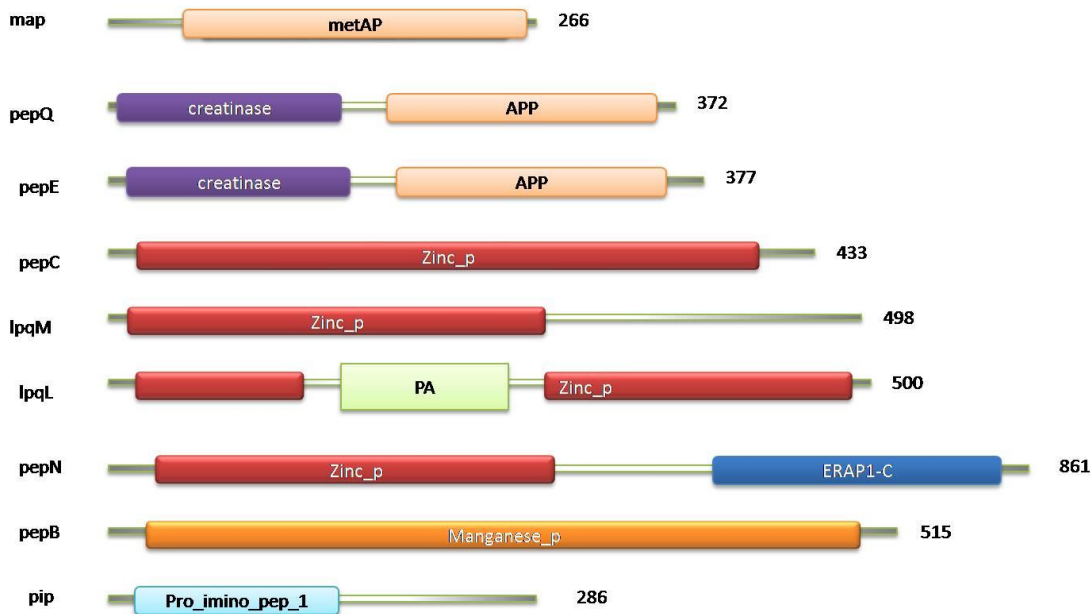 map metAP 266
pepQ creatinase APP 372
pepE creatinase APP 377
pepC Zinc_p 433
lpqM Zinc_p 498
lpqL PA Zinc_p 500
pepN Zinc_p ERAP1-C 861
pepB Manganese_p 515
pip Pro_imino_pep_1 286